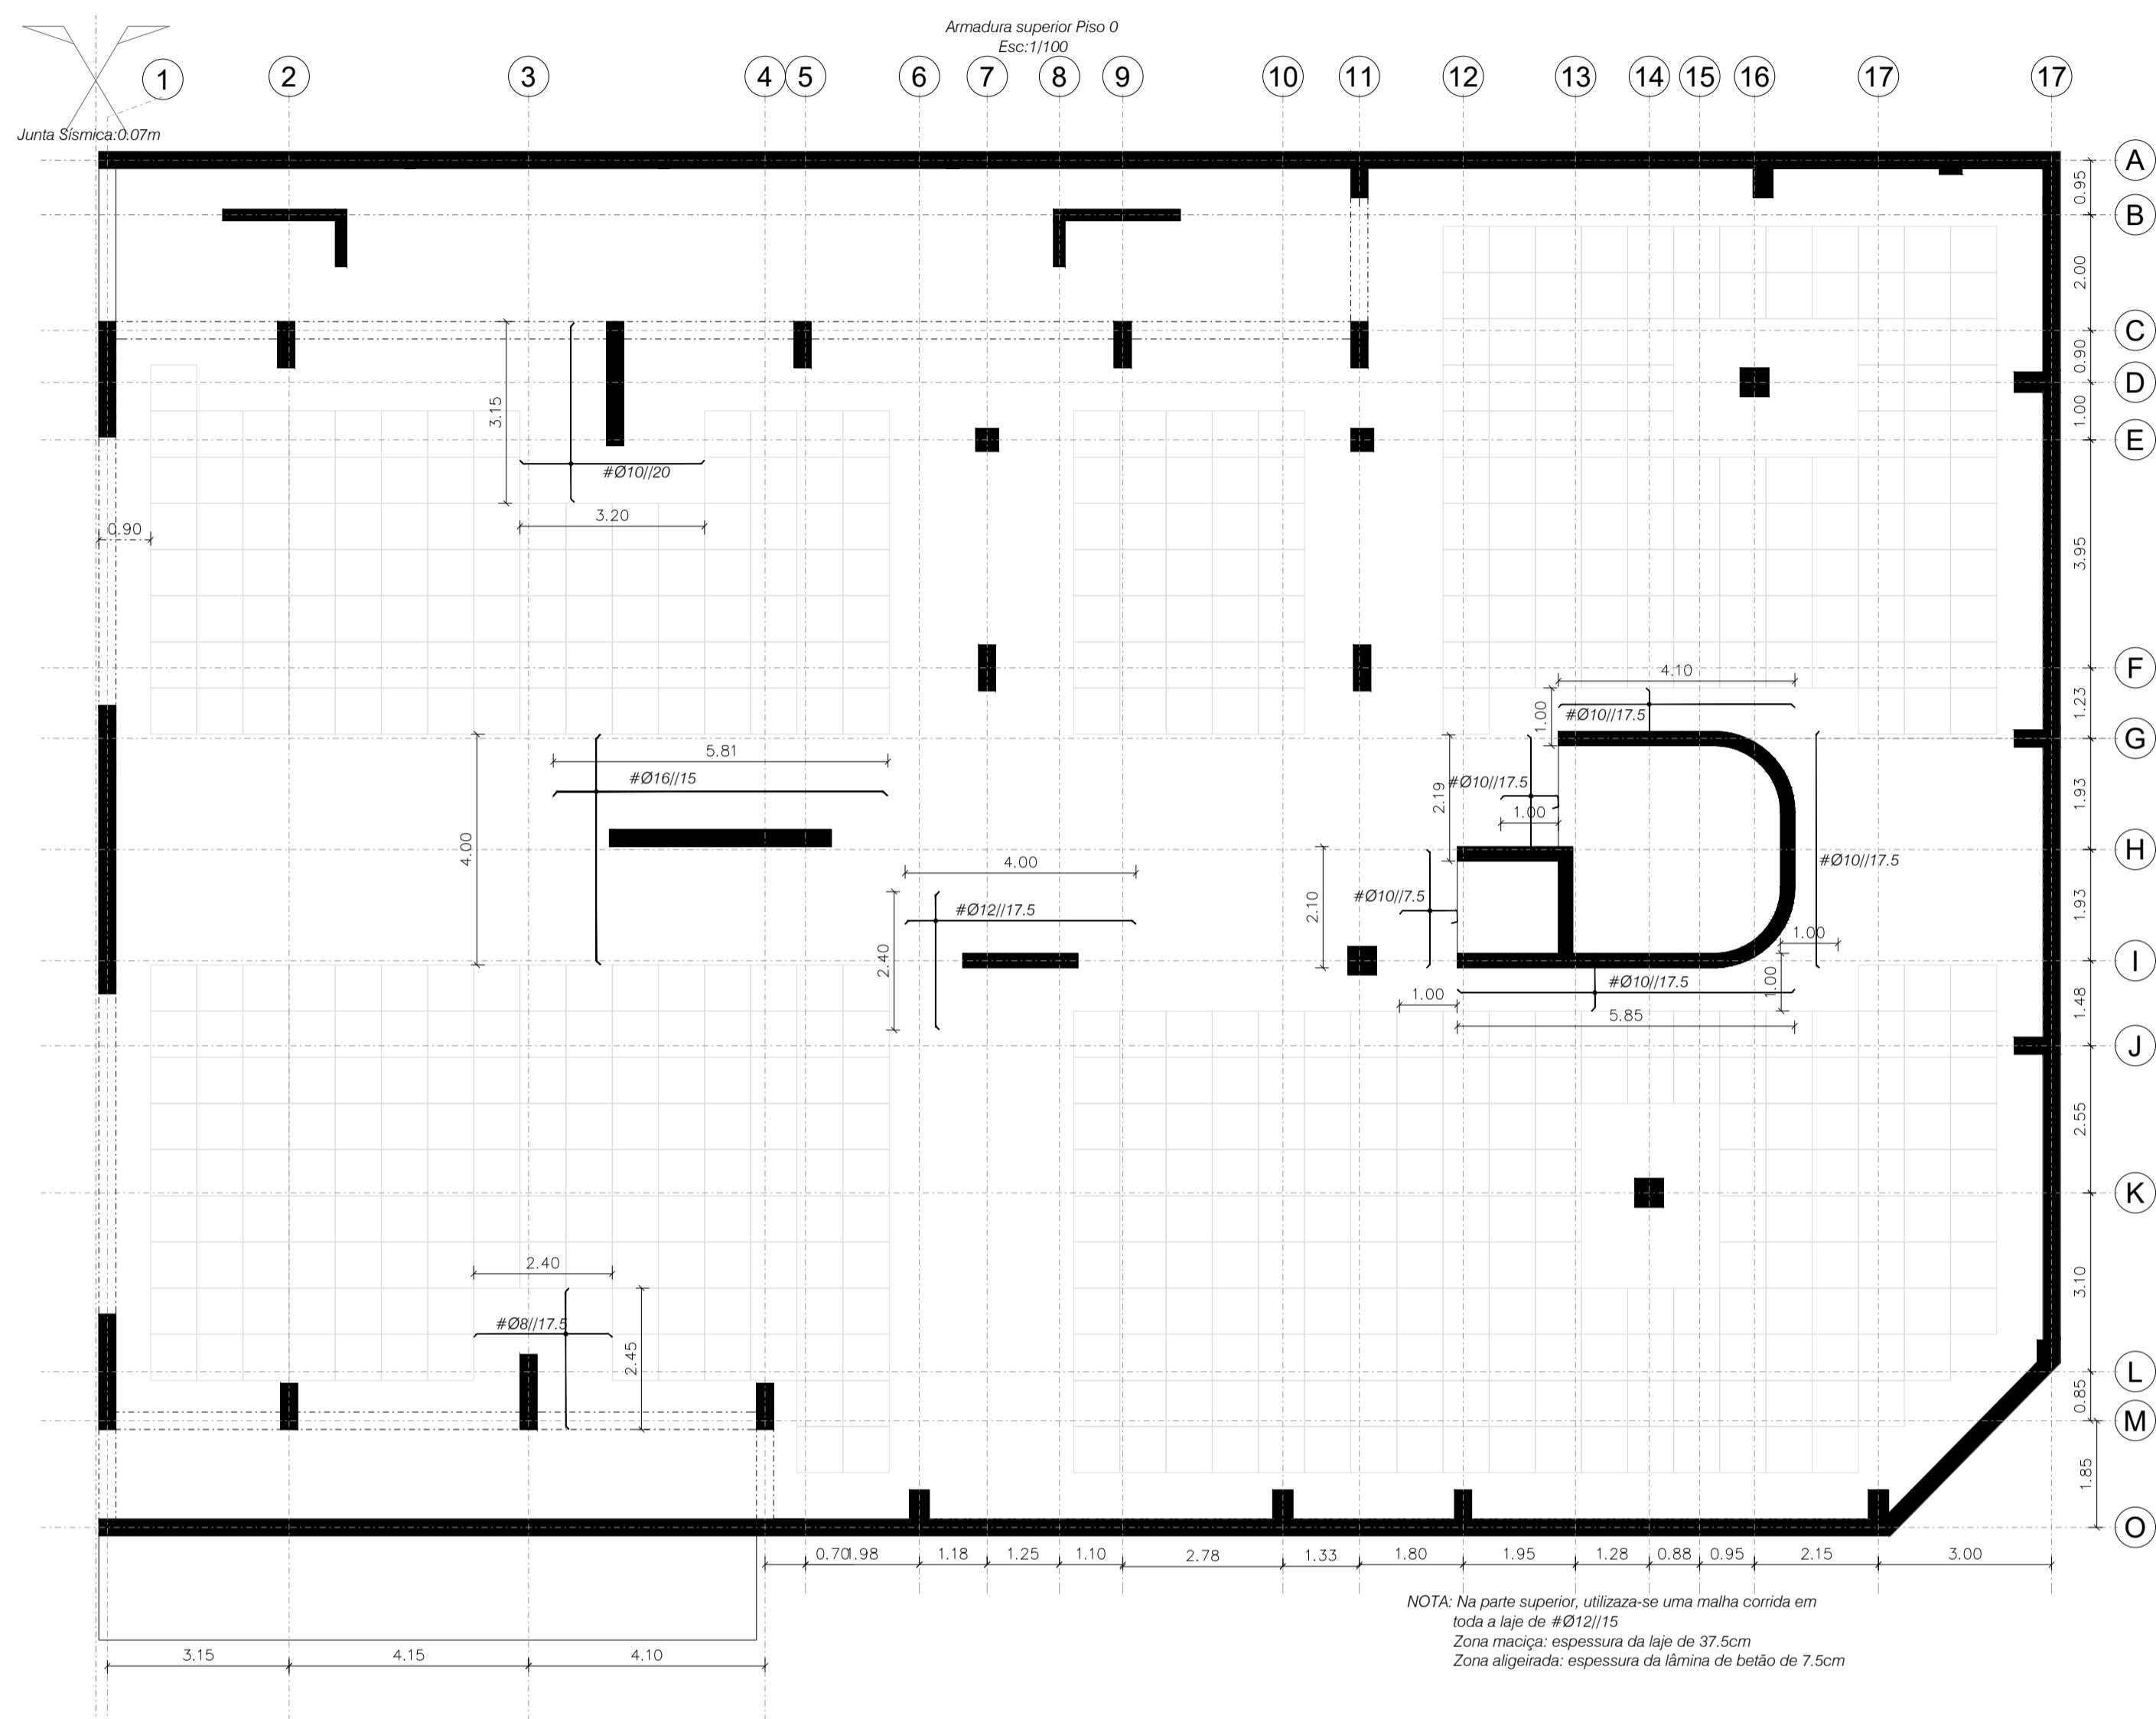 Armadura superior Piso 0
Esc:1/100
1 2 3 4 5 6 7 8 9 10 11 12 13 14 15 16 17 17
Junta Sísmica:0.07m
A
0.95
B
2.00
C
0.90
D
1.00
E
3.15
#Ø10//20
3.20
0.90
3.95
F
4.10
1.23
1.00
#Ø10//17.5
G
5.81
#Ø16//15
4.00
2.19
#Ø10//17.5
1.00
1.93
H
#Ø10//17.5
4.00
#Ø12//17.5
2.40
2.10
#Ø10//7.5
1.93
1.00
I
#Ø10//17.5
1.00
1.00
5.85
1.48
J
2.55
K
2.40
#Ø8//17.5
2.45
3.10
L
0.85
M
1.85
O
0.70 1.98 1.18 1.25 1.10 2.78 1.33 1.80 1.95 1.28 0.88 0.95 2.15 3.00
NOTA: Na parte superior, utilizaza-se uma malha corrida em
toda a laje de #Ø12//15
Zona maciça: espessura da laje de 37.5cm
Zona aligeirada: espessura da lâmina de betão de 7.5cm
3.15 4.15 4.10